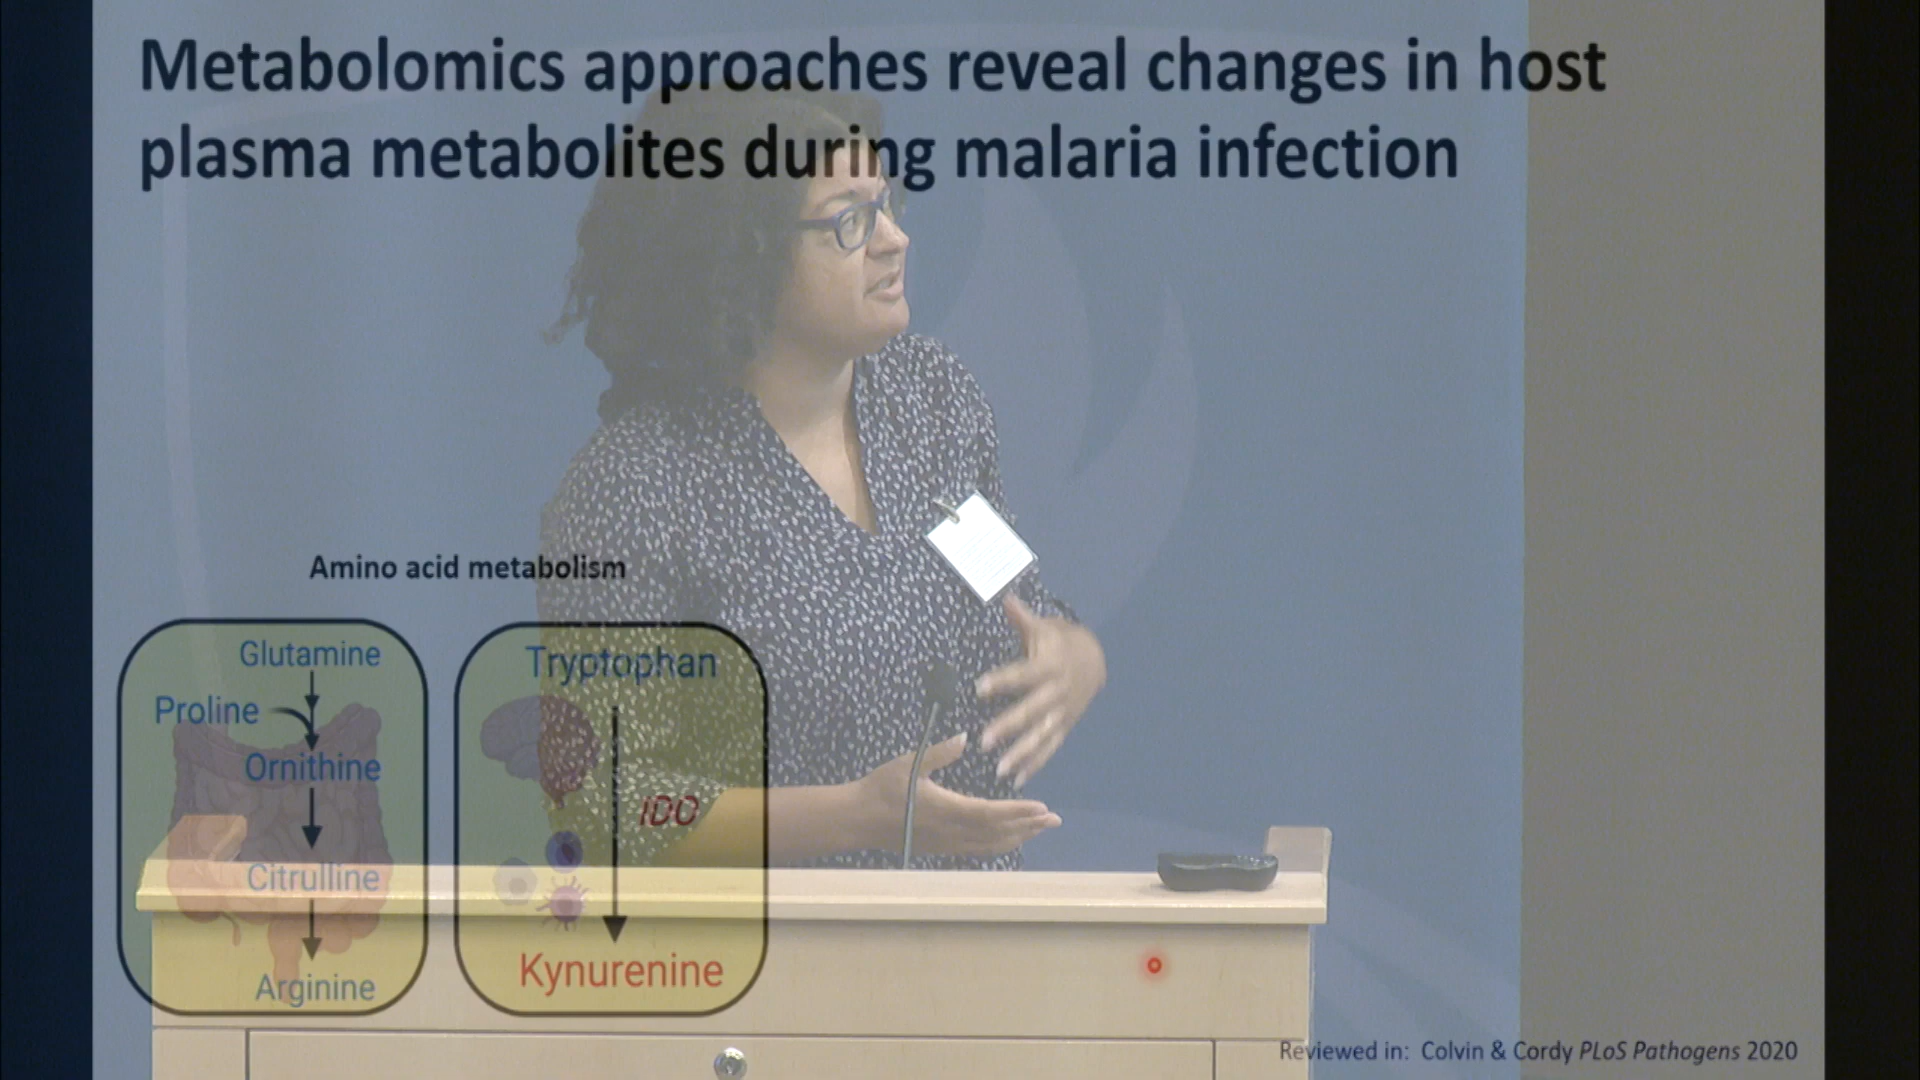 Metabolomics approaches reveal changes in host
plasma metabolites during malaria infection
Amino acid metabolism
Glutamine
Proline
Ornithine
Citrulline
Arginine
Tryptophan
IDO
Kynurenine
Reviewed in: Colvin & Cordy PLoS Pathogens 2020